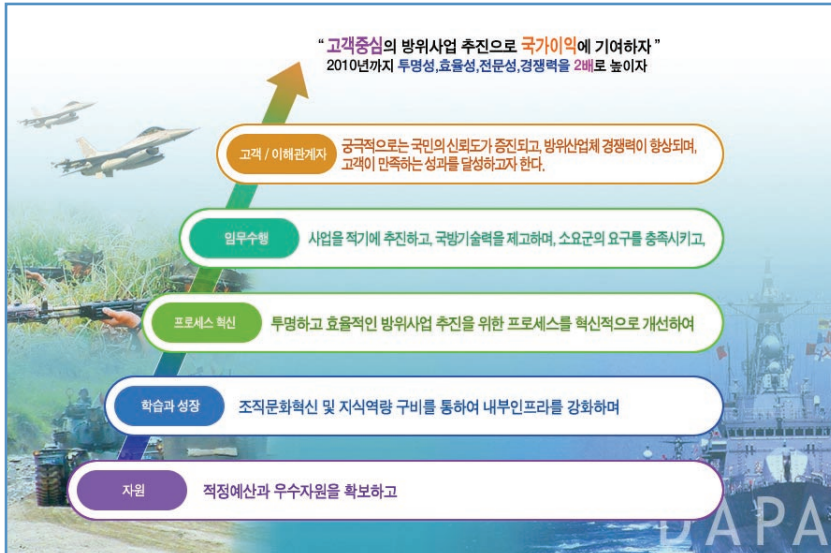 “ 고객중심의 방위사업 추진으로 국가이익에 기여하자 ”
2010년까지 투명성,효율성,전문성,경쟁력을 2배로 높이자
고객 / 이해관계자
궁극적으로는 국민의 신뢰도가 증진되고, 방위산업체 경쟁력이 향상되며,
고객이 만족하는 성과를 달성하고자 한다.
임무수행
사업을 적기에 추진하고, 국방기술력을 제고하며, 소요군의 요구를 충족시키고,
프로세스 혁신
투명하고 효율적인 방위사업 추진을 위한 프로세스를 혁신적으로 개선하여
학습과 성장
조직문화혁신 및 지식역량 구비를 통하여 내부인프라를 강화하며
자원
적정예산과 우수자원을 확보하고
DAPA